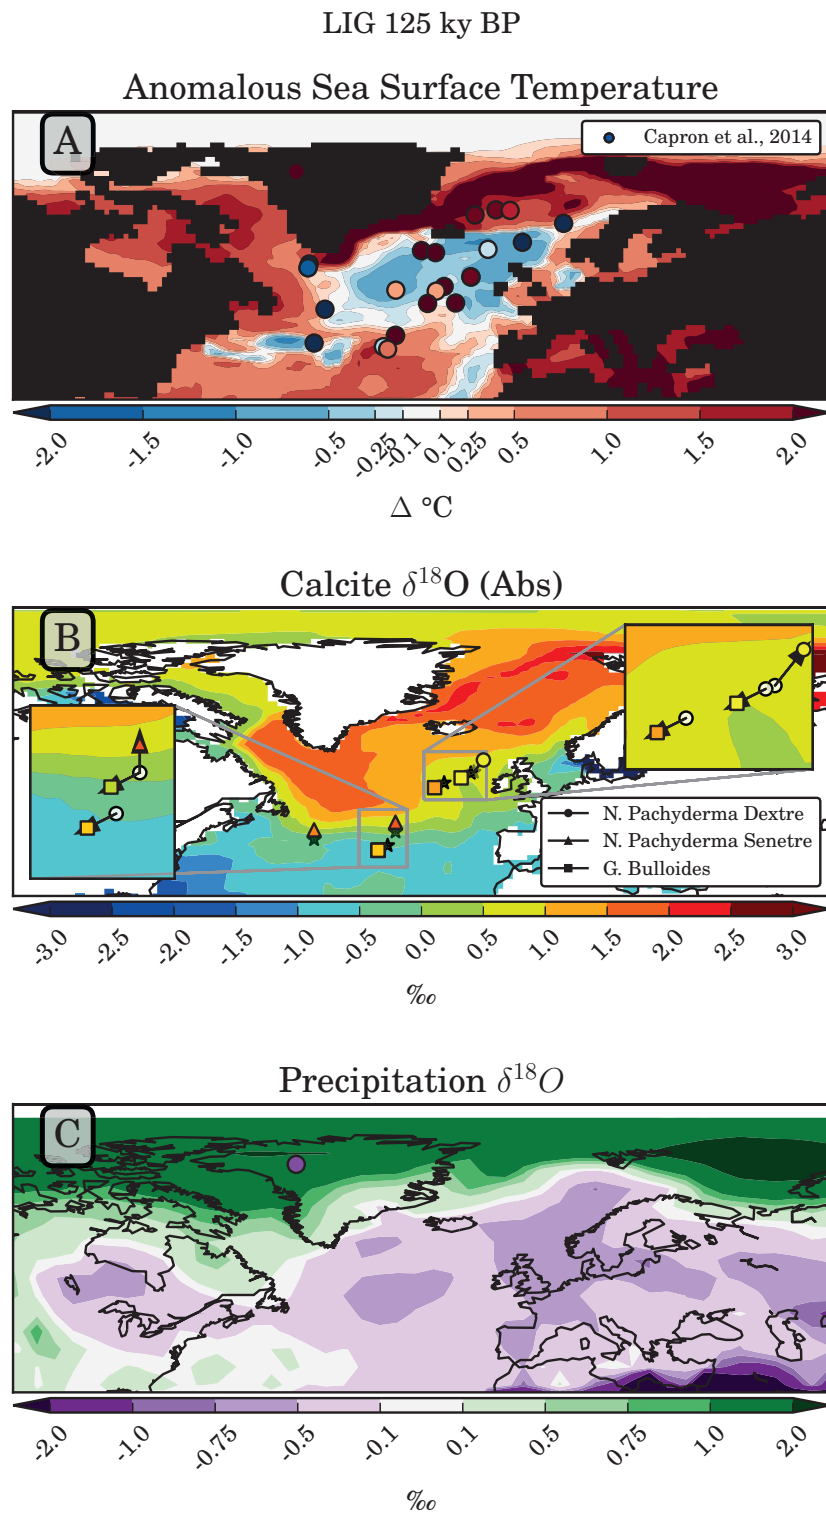 LIG 125 ky BP
Anomalous Sea Surface Temperature
A
Capron et al., 2014
-2.0 -1.5 -1.0 -0.5 -0.25 -0.1 0.1 0.25 0.5 1.0 1.5 2.0
Δ °C
Calcite δ¹⁸O (Abs)
B
N. Pachyderma Dextre
N. Pachyderma Senetre
G. Bulloides
-3.0 -2.5 -2.0 -1.5 -1.0 -0.5 0.0 0.5 1.0 1.5 2.0 2.5 3.0
‰
Precipitation δ¹⁸O
C
-2.0 -1.0 -0.75 -0.5 -0.1 0.1 0.5 0.75 1.0 2.0
‰